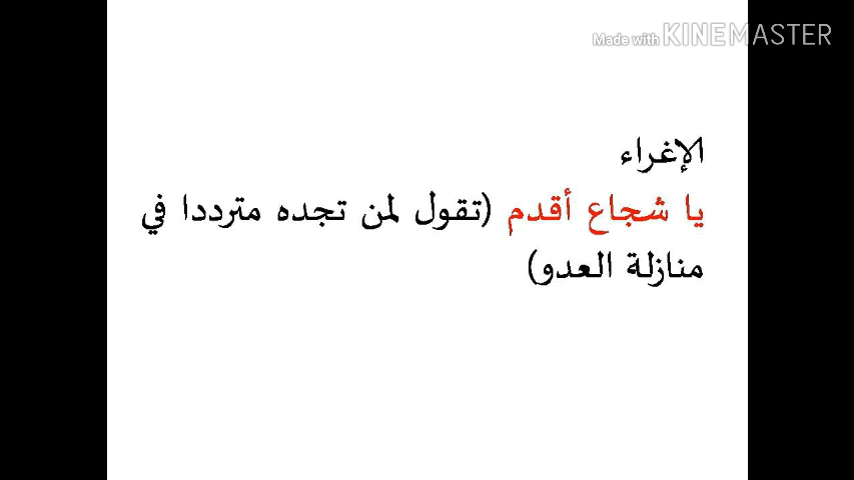 Made with KINEMASTER
الإغراء
يا شجاع أقدم (تقول لمن تجده مترددا في
منازلة العدو)